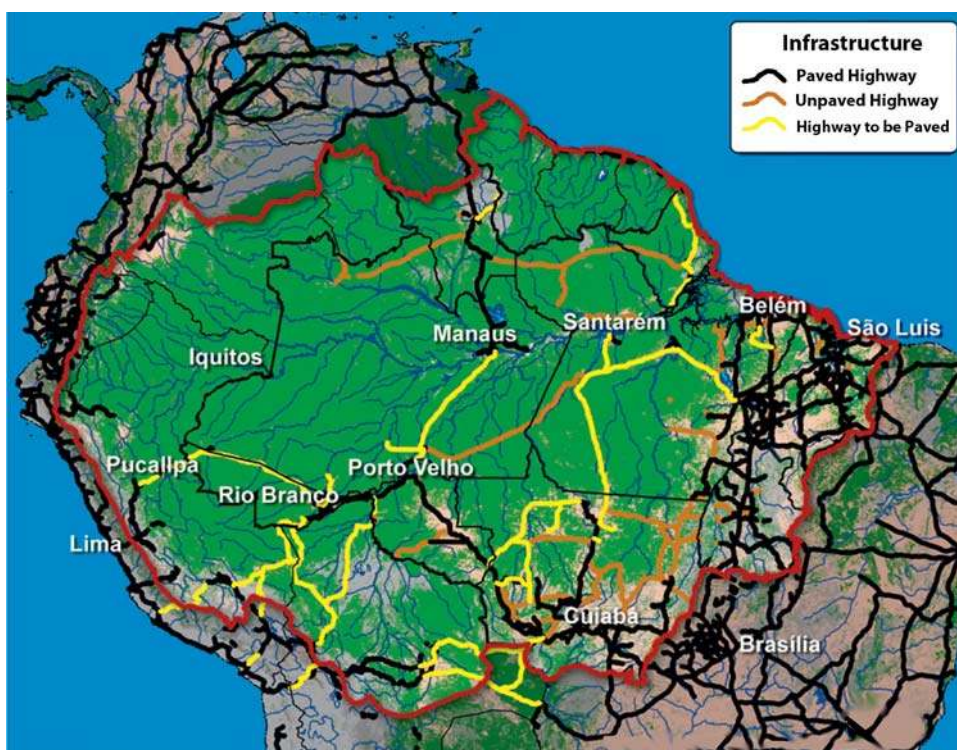 Infrastructure
Paved Highway
Unpaved Highway
Highway to be Paved
Belém
Manaus
Santarém
São Luis
Iquitos
Pucallpa
Porto Velho
Rio Branco
Lima
Cuiabá
Brasília